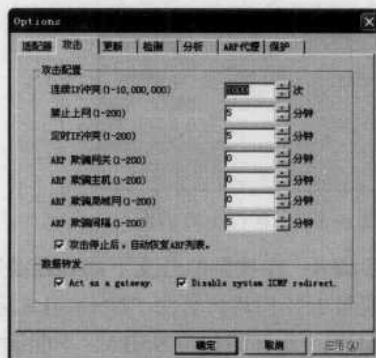 Options
适配器 攻击 更新 检测 分析 ARP代理 保护
攻击配置
连续IP冲突(1-10,000,000) 次
禁止上网(1-200) 5 分钟
定时IP冲突(1-200) 5 分钟
ARP 欺骗网关(1-200) 0 分钟
ARP 欺骗主机(1-200) 0 分钟
ARP 欺骗局域网(1-200) 0 分钟
ARP 欺骗间隔(1-200) 5 分钟
攻击停止后，自动恢复ARP列表。
数据转发
Act as a gateway. Disable system ICMP redirect.
确定 取消 应用(A)